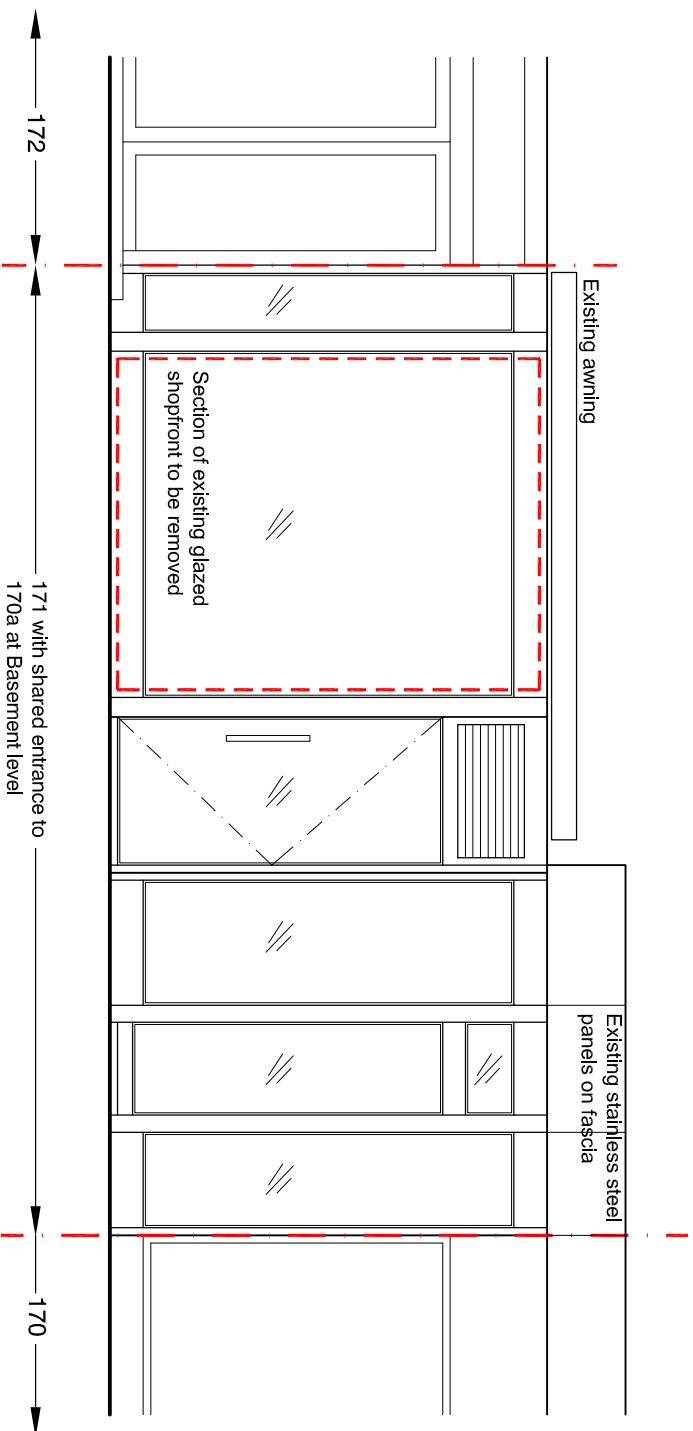 Existing awning
Existing stainless steel
panels on fascia
Section of existing glazed
shopfront to be removed
172
171 with shared entrance to
170a at Basement level
170